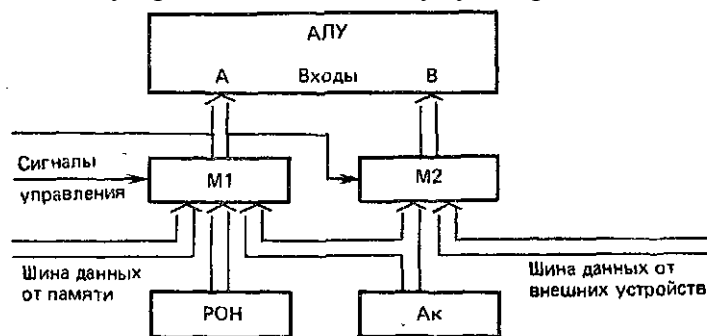 АЛУ
А Входы В
Сигналы
управления
М1
М2
Шина данных
от памяти
Шина данных от
внешних устройств
РОН
Ак